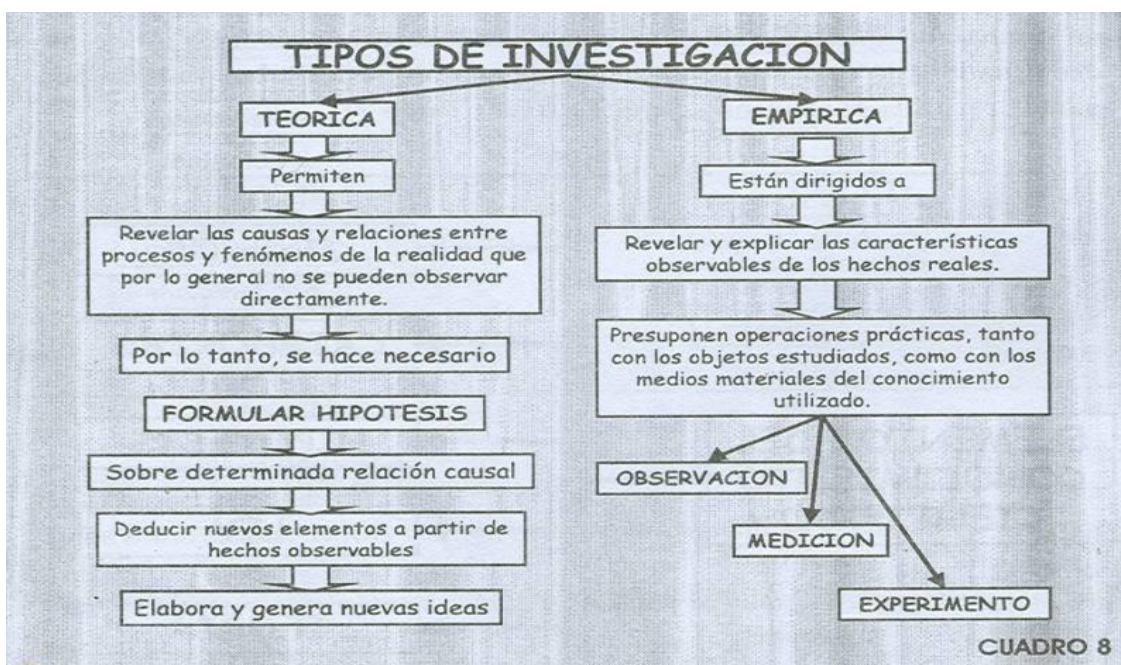 TIPOS DE INVESTIGACION
TEORICA
Permiten
Revelar las causas y relaciones entre
procesos y fenómenos de la realidad que
por lo general no se pueden observar
directamente.
Por lo tanto, se hace necesario
FORMULAR HIPOTESIS
Sobre determinada relación causal
Deducir nuevos elementos a partir de
hechos observables
Elabora y genera nuevas ideas
EMPIRICA
Están dirigidos a
Revelar y explicar las características
observables de los hechos reales.
Presuponen operaciones prácticas, tanto
con los objetos estudiados, como con los
medios materiales del conocimiento
utilizado.
OBSERVACION
MEDICION
EXPERIMENTO
CUADRO 8